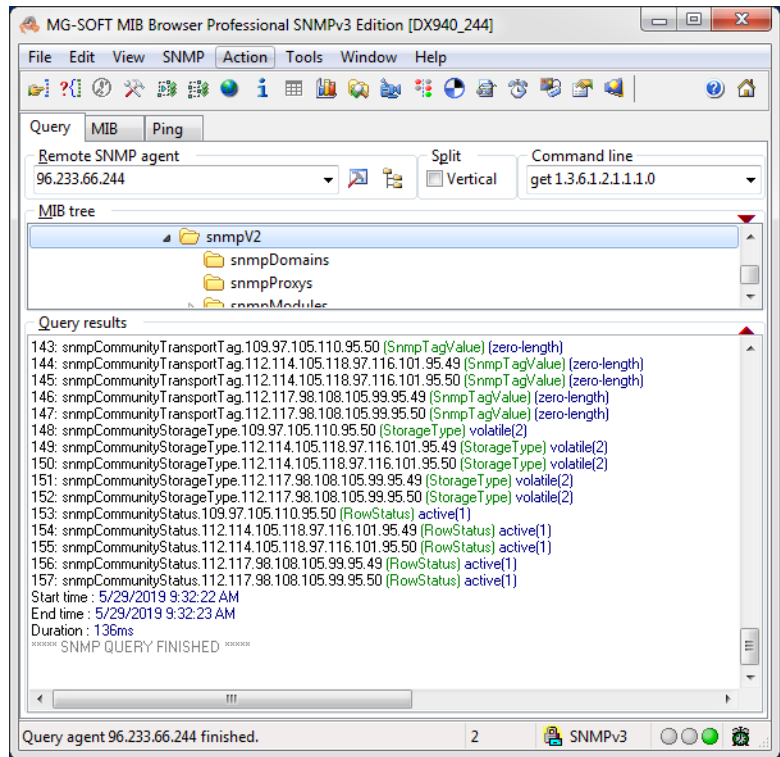 MG-SOFT MIB Browser Professional SNMPv3 Edition [DX940_244]
File Edit View SNMP Action Tools Window Help
Query MIB Ping
Remote SNMP agent Split Command line
96.233.66.244 Vertical get 1.3.6.1.2.1.1.1.0
MIB tree
snmpV2
snmpDomains
snmpProxys
snmpModules
Query results
143: snmpCommunityTransportTag.109.97.105.110.95.50 (SnmpTagValue) (zero-length)
144: snmpCommunityTransportTag.112.114.105.118.97.116.101.95.49 (SnmpTagValue) (zero-length)
145: snmpCommunityTransportTag.112.114.105.118.97.116.101.95.50 (SnmpTagValue) (zero-length)
146: snmpCommunityTransportTag.112.117.98.108.105.99.95.49 (SnmpTagValue) (zero-length)
147: snmpCommunityTransportTag.112.117.98.108.105.99.95.50 (SnmpTagValue) (zero-length)
148: snmpCommunityStorageType.109.97.105.110.95.50 (StorageType) volatile(2)
149: snmpCommunityStorageType.112.114.105.118.97.116.101.95.49 (StorageType) volatile(2)
150: snmpCommunityStorageType.112.114.105.118.97.116.101.95.50 (StorageType) volatile(2)
151: snmpCommunityStorageType.112.117.98.108.105.99.95.49 (StorageType) volatile(2)
152: snmpCommunityStorageType.112.117.98.108.105.99.95.50 (StorageType) volatile(2)
153: snmpCommunityStatus.109.97.105.110.95.50 (RowStatus) active(1)
154: snmpCommunityStatus.112.114.105.118.97.116.101.95.49 (RowStatus) active(1)
155: snmpCommunityStatus.112.114.105.118.97.116.101.95.50 (RowStatus) active(1)
156: snmpCommunityStatus.112.117.98.108.105.99.95.49 (RowStatus) active(1)
157: snmpCommunityStatus.112.117.98.108.105.99.95.50 (RowStatus) active(1)
Start time : 5/29/2019 9:32:22 AM
End time : 5/29/2019 9:32:23 AM
Duration : 136ms
***** SNMP QUERY FINISHED *****
Query agent 96.233.66.244 finished. 2 SNMPv3